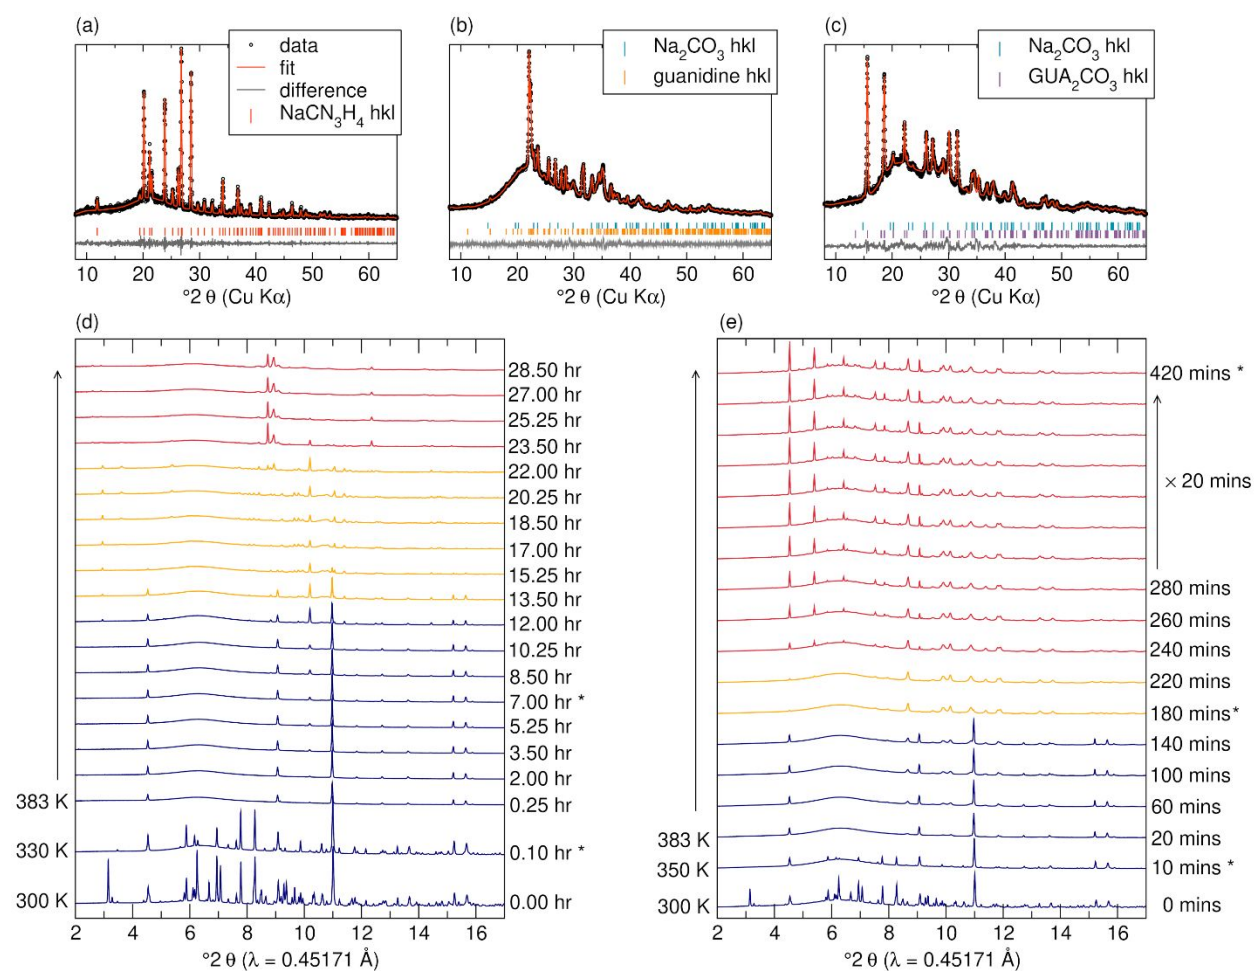 (a)
data
fit
difference
NaCN₃H₄ hkl
10 20 30 40 50 60
°2 θ (Cu Kα)
(b)
Na₂CO₃ hkl
guanidine hkl
10 20 30 40 50 60
°2 θ (Cu Kα)
(c)
Na₂CO₃ hkl
GUA₂CO₃ hkl
10 20 30 40 50 60
°2 θ (Cu Kα)
(d)
28.50 hr
27.00 hr
25.25 hr
23.50 hr
22.00 hr
20.25 hr
18.50 hr
17.00 hr
15.25 hr
13.50 hr
12.00 hr
10.25 hr
8.50 hr
7.00 hr *
5.25 hr
3.50 hr
2.00 hr
383 K 0.25 hr
330 K 0.10 hr *
300 K 0.00 hr
2 4 6 8 10 12 14 16
°2 θ (λ = 0.45171 Å)
(e)
420 mins *
× 20 mins
280 mins
260 mins
240 mins
220 mins
180 mins*
140 mins
100 mins
60 mins
383 K 20 mins
350 K 10 mins *
300 K 0 mins
2 4 6 8 10 12 14 16
°2 θ (λ = 0.45171 Å)